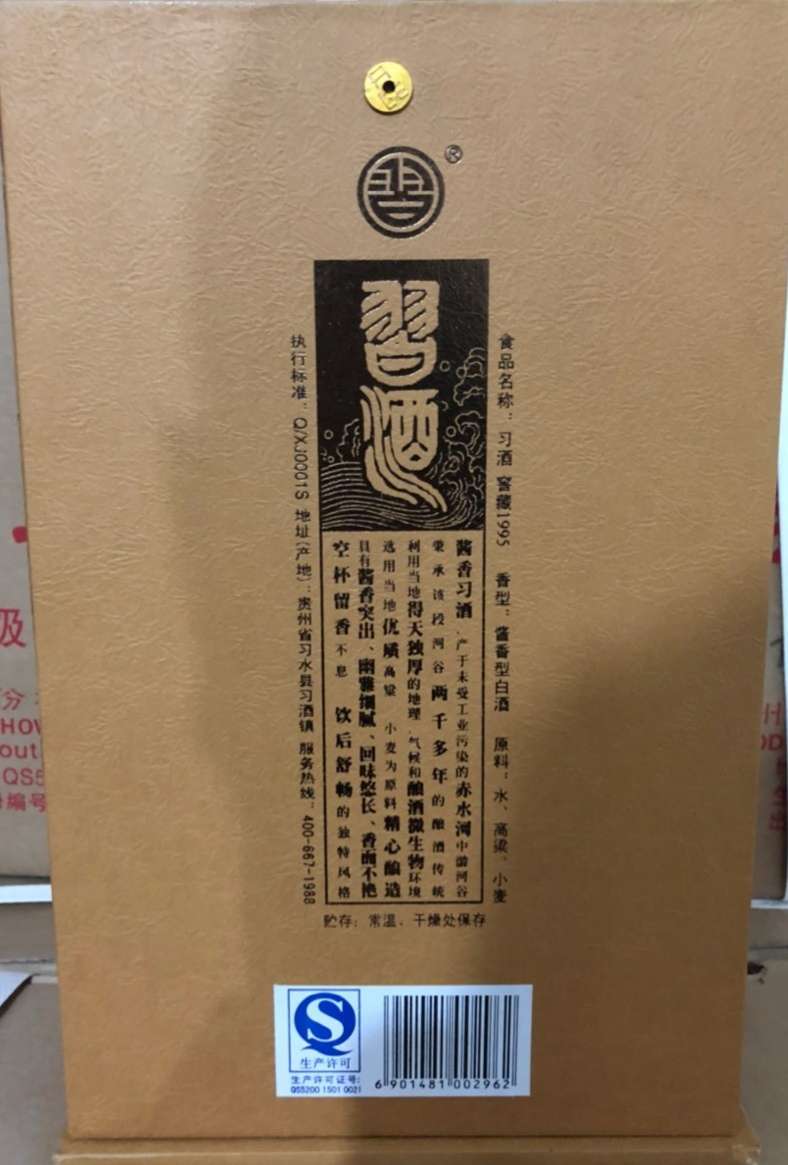 ®
習酒
食品名称：习酒 窖藏1995 香型：酱香型白酒 原料：水、高粱、小麦
酱香习酒，产于未受工业污染的赤水河中游河谷
秉承该段河谷两千多年的酿酒传统
利用当地得天独厚的地理、气候和酿酒微生物环境
选用当地优质高粱 小麦为原料精心酿造
具有酱香突出、幽雅细腻、回味悠长、香而不艳
空杯留香不息 饮后舒畅的独特风格
执行标准：Q/XJJ0001S 地址(产地)：贵州省习水县习酒镇 服务热线：400-667-1988
贮存：常温、干燥处保存
生产许可
生产许可证号:
QS5200 1501 0021
6 901481 002962
级
分
HOW
out
QS5
编号